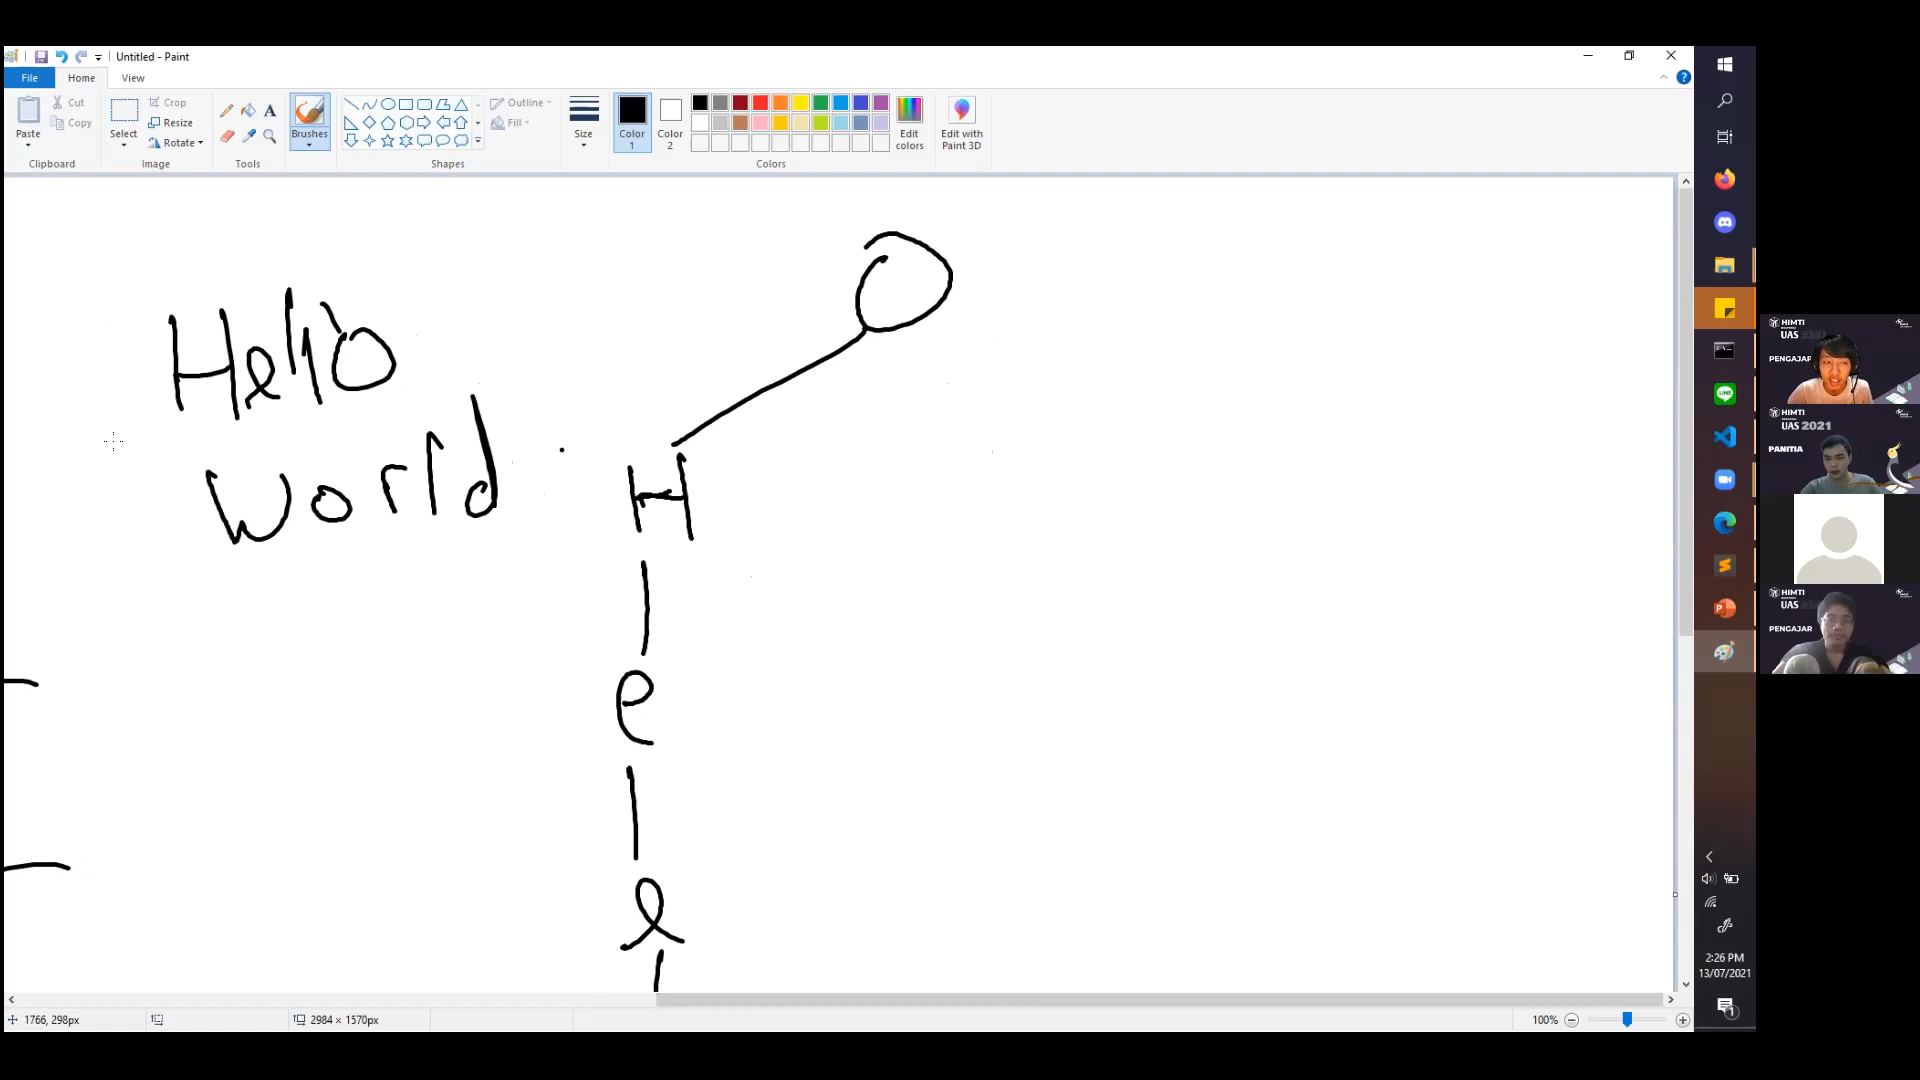 Untitled - Paint
File Home View
Paste
Cut
Copy
Clipboard
Select
Crop
Resize
Rotate
Image
Tools
Brushes
Shapes
Outline
Fill
Size
Color 1
Color 2
Colors
Edit colors
Edit with Paint 3D
Hello
World
H
e
l
HIMTI
UAS
PENGAJAR
HIMTI
UAS 2021
PANITIA
HIMTI
UAS
PENGAJAR
2:26 PM
13/07/2021
1766, 298px
2984 × 1570px
100%